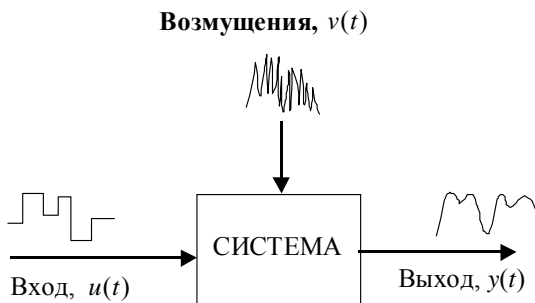 Возмущения, v(t)
СИСТЕМА
Вход, u(t)
Выход, y(t)